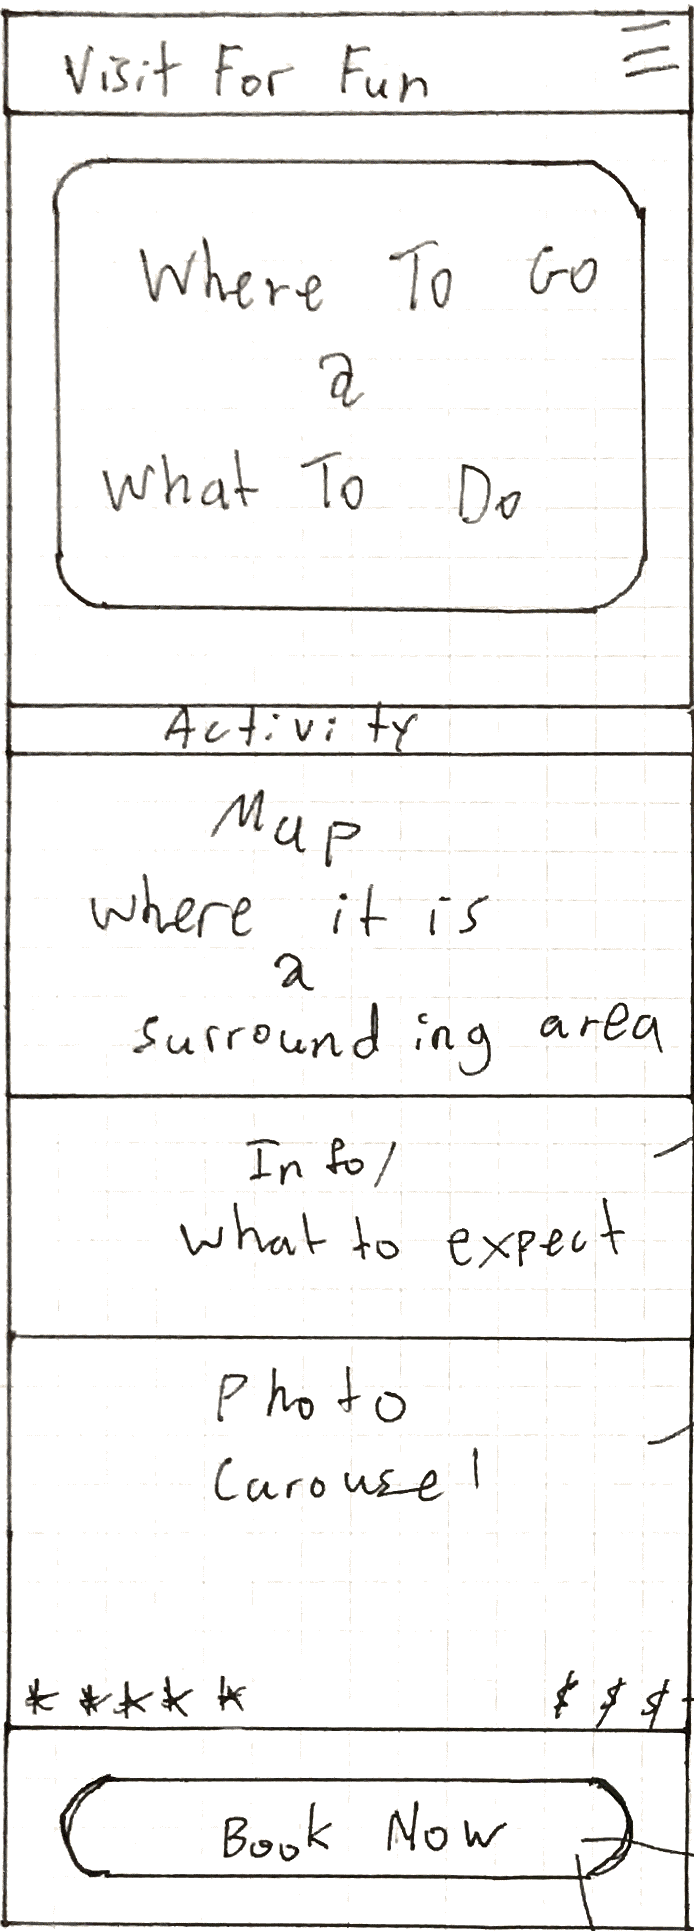 Visit For Fun
Where To Go
&
What To Do
Activity
Map
where it is
&
surrounding area
Info/
what to expect
Photo
Carousel
* * * * *
$ $ $
Book Now